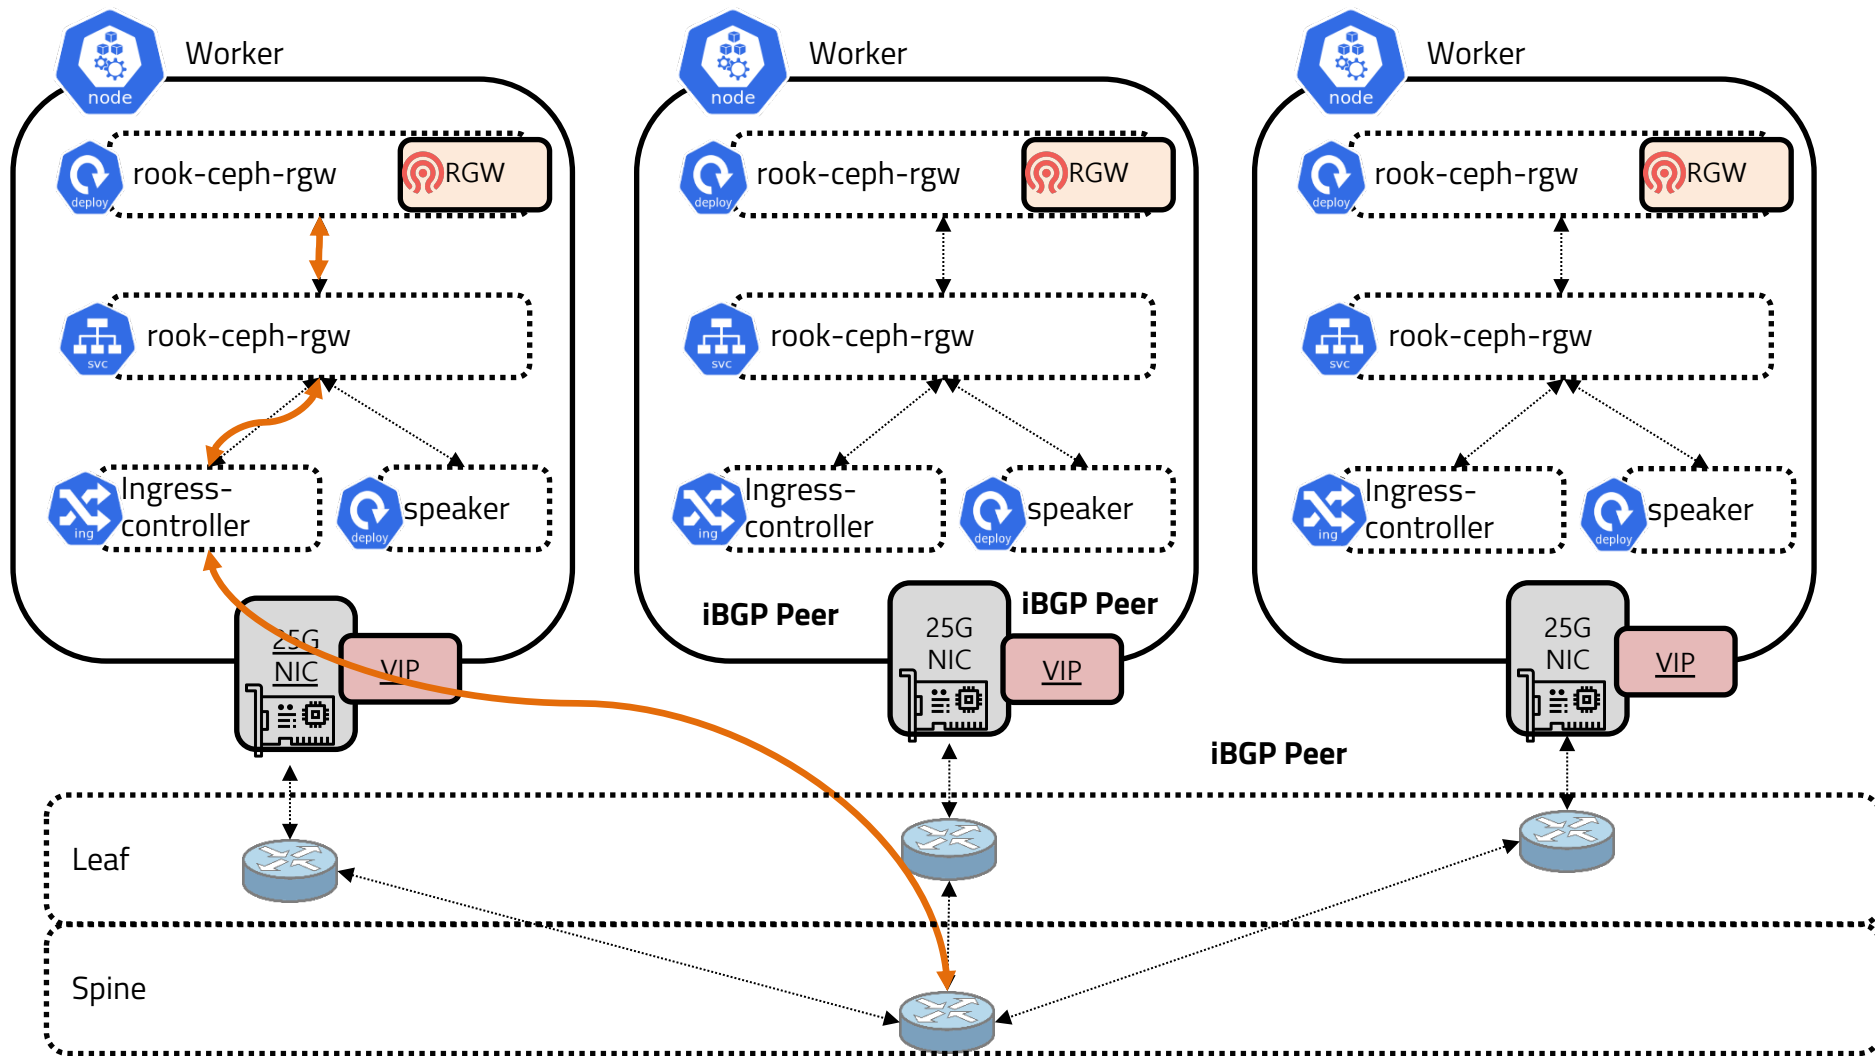 Worker
Worker
Worker
node
node
node
rook-ceph-rgw
RGW
deploy
rook-ceph-rgw
RGW
deploy
rook-ceph-rgw
RGW
deploy
rook-ceph-rgw
svc
rook-ceph-rgw
svc
rook-ceph-rgw
svc
Ingress-
controller
ing
speaker
deploy
Ingress-
controller
ing
speaker
deploy
Ingress-
controller
ing
speaker
deploy
iBGP Peer
iBGP Peer
25G
NIC
VIP
25G
NIC
VIP
25G
NIC
VIP
iBGP Peer
Leaf
Spine